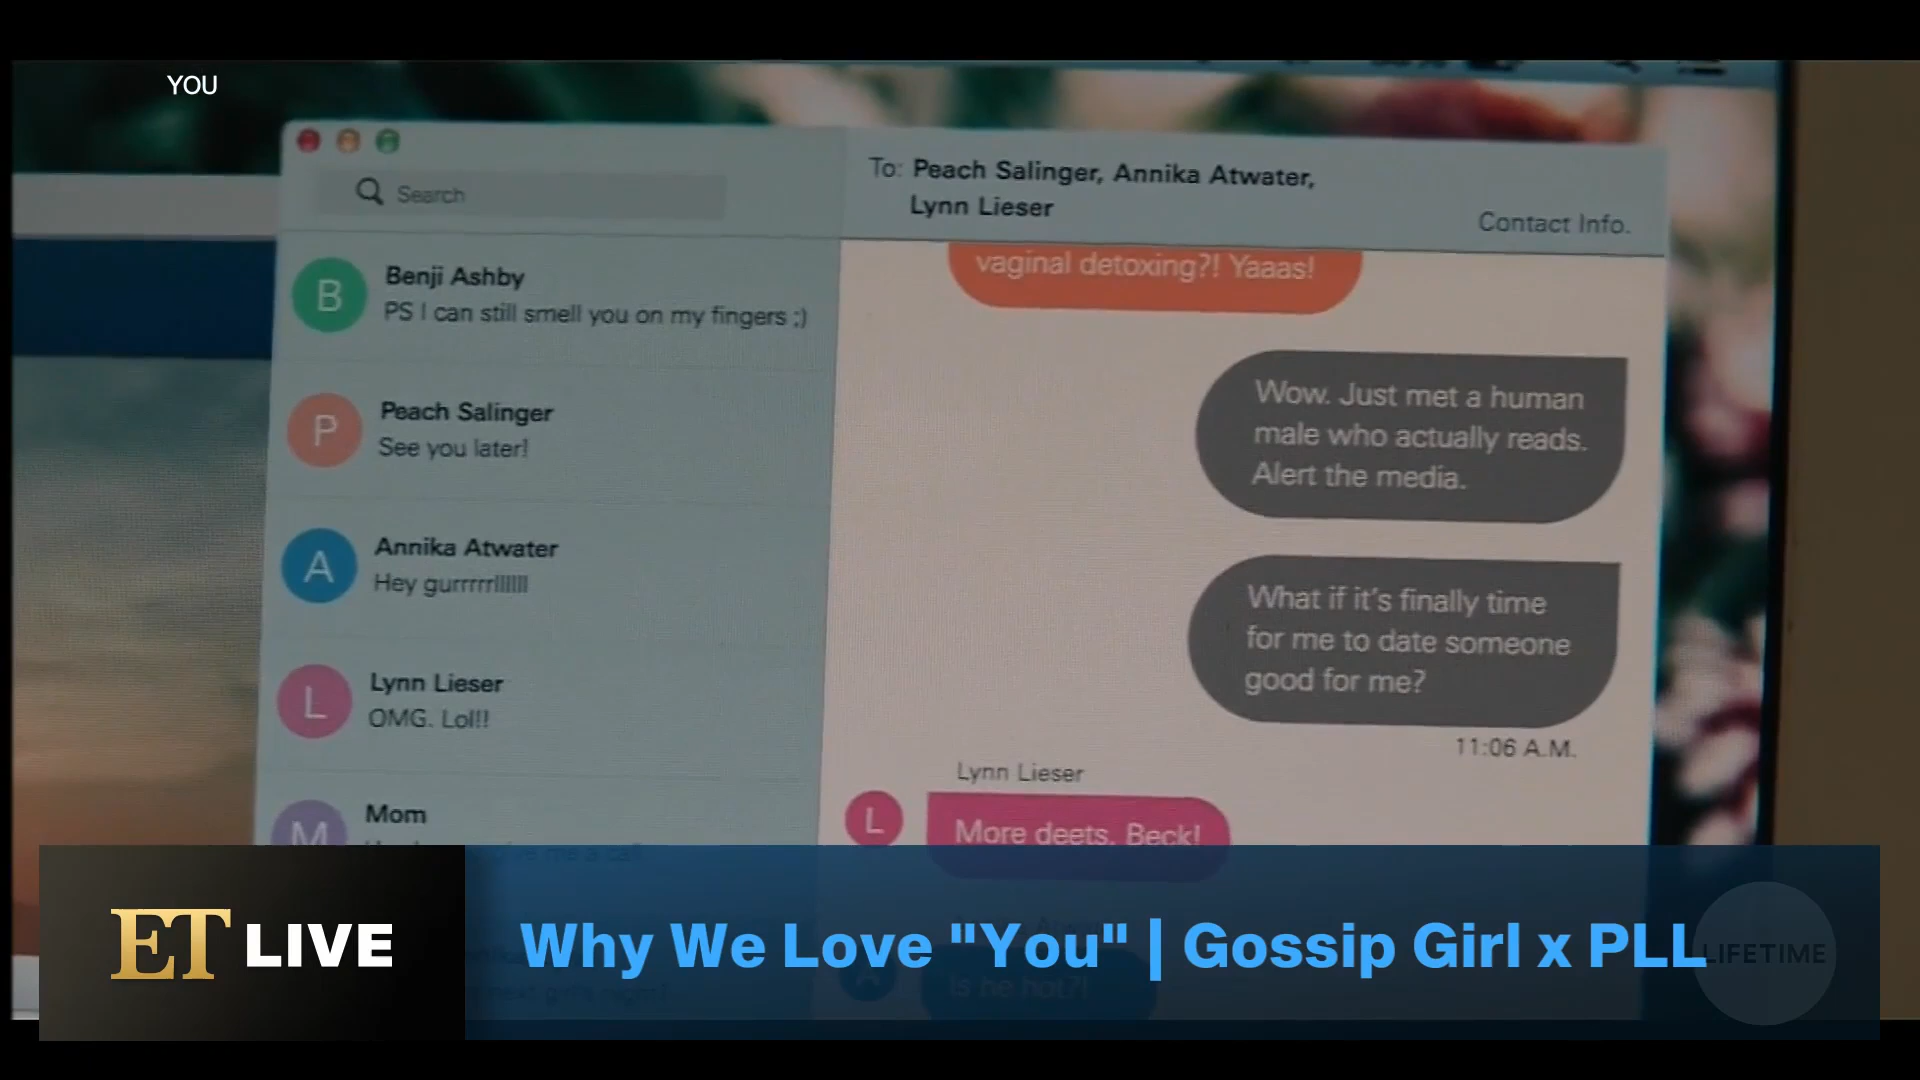 YOU
Search
To: Peach Salinger, Annika Atwater,
Lynn Lieser
Contact Info.
Benji Ashby
PS I can still smell you on my fingers ;)
Peach Salinger
See you later!
Annika Atwater
Hey gurrrrrllllll
Lynn Lieser
OMG. Lol!!
Mom
M
B
P
A
L
vaginal detoxing?! Yaaas!
Wow. Just met a human
male who actually reads.
Alert the media.
What if it's finally time
for me to date someone
good for me?
11:06 A.M.
Lynn Lieser
L
More deets, Beck!
A
Is he hot?!
ET LIVE
Why We Love "You" | Gossip Girl x PLL
LIFETIME